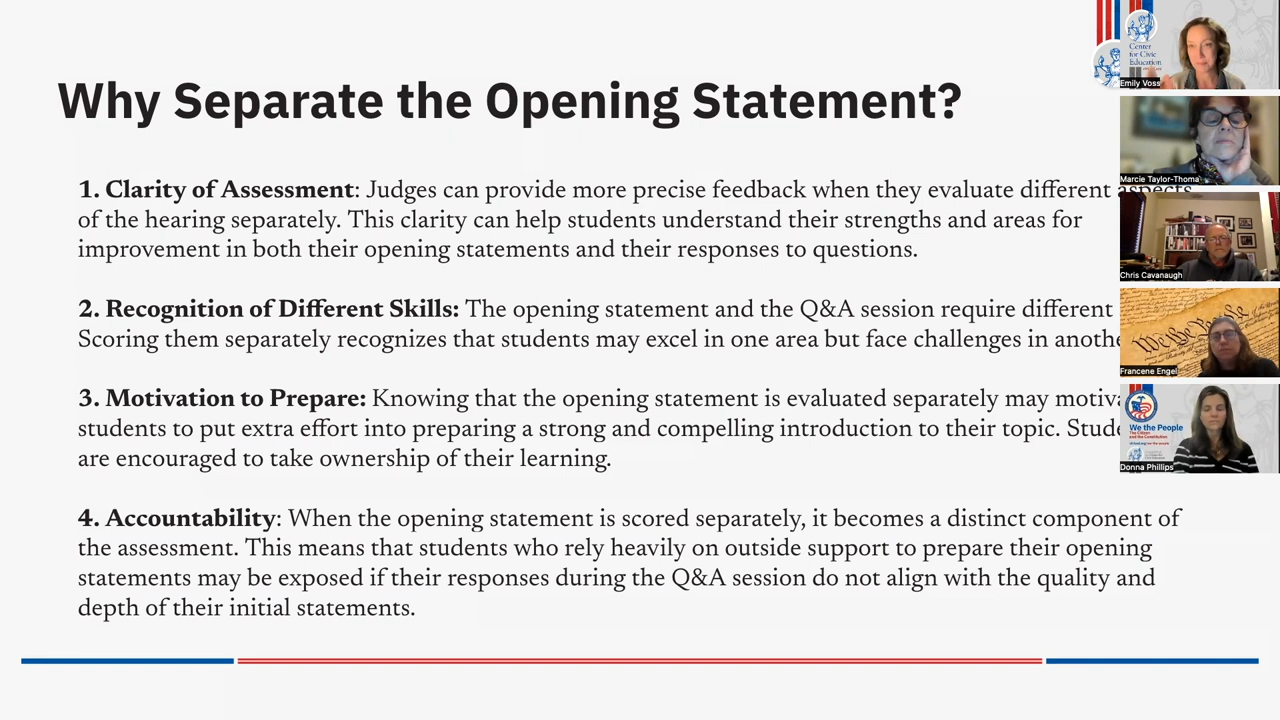 Why Separate the Opening Statement?
1. Clarity of Assessment: Judges can provide more precise feedback when they evaluate different aspects
of the hearing separately. This clarity can help students understand their strengths and areas for
improvement in both their opening statements and their responses to questions.
2. Recognition of Different Skills: The opening statement and the Q&A session require different
Scoring them separately recognizes that students may excel in one area but face challenges in
3. Motivation to Prepare: Knowing that the opening statement is evaluated separately may
students to put extra effort into preparing a strong and compelling introduction to their topic.
are encouraged to take ownership of their learning.
4. Accountability: When the opening statement is scored separately, it becomes a distinct component of
the assessment. This means that students who rely heavily on outside support to prepare their opening
statements may be exposed if their responses during the Q&A session do not align with the quality and
depth of their initial statements.
Center
for Civic
Education
Emily Voss
Marcie Taylor-Thoma
Chris Cavanaugh
We the People
Francene Engel
We the People
The Citizen
and the Constitution
Donna Phillips